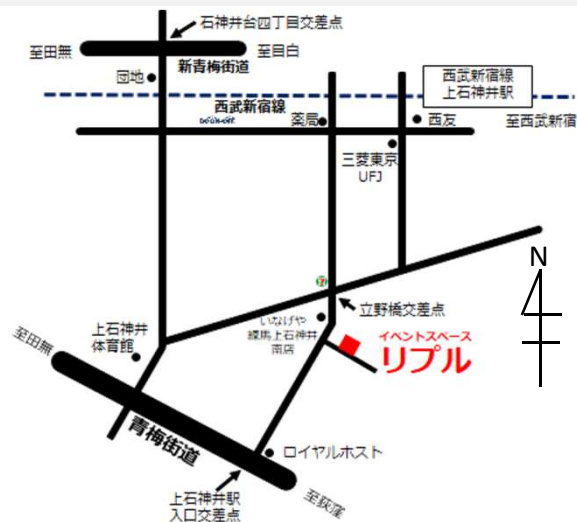 石神井台四丁目交差点
至田無
至目白
新青梅街道
団地
西武新宿線
上石神井駅
西武新宿線
薬局
西友
至西武新宿
三菱東京
UFJ
N
立野橋交差点
いなげや
練馬上石神井
南店
イベントスペース
リプル
上石神井
体育館
至田無
青梅街道
ロイヤルホスト
上石神井駅
入口交差点
至荻窪